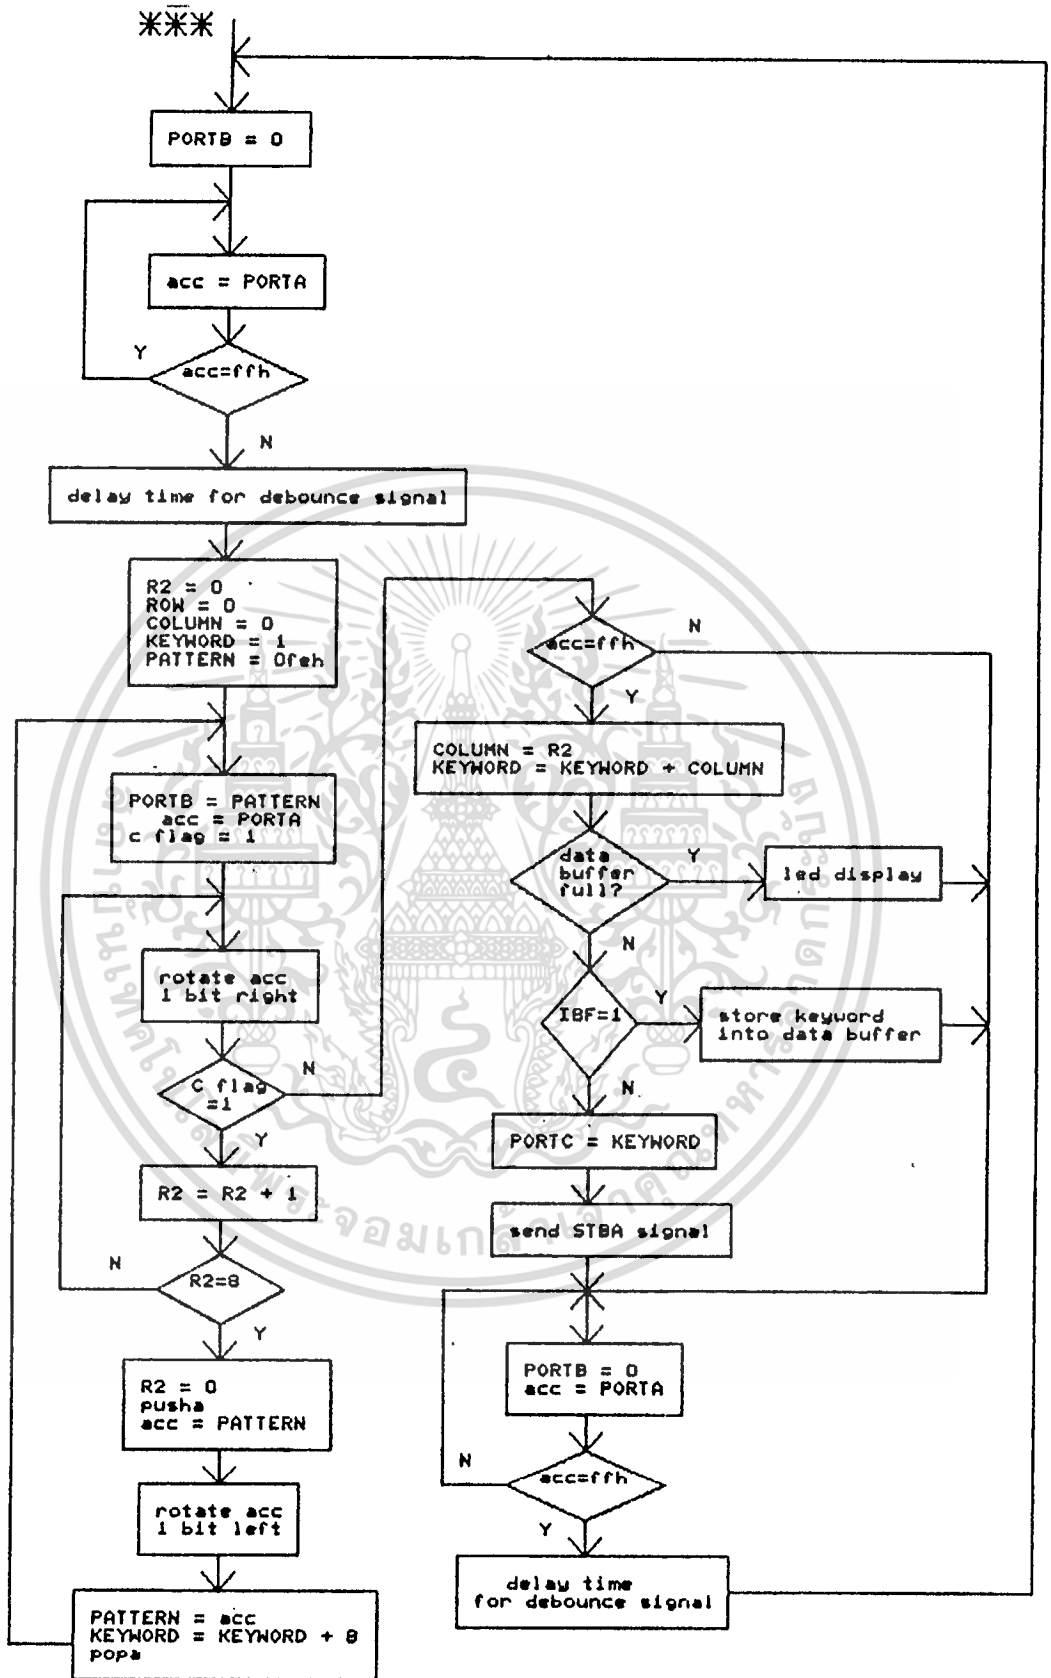 ***
PORTB = 0
acc = PORTA
Y
acc=ffh
N
delay time for debounce signal
R2 = 0
ROW = 0
COLUMN = 0
KEYWORD = 1
PATTERN = 0feh
PORTB = PATTERN
acc = PORTA
c flag = 1
rotate acc
1 bit right
N
C flag
=1
Y
R2 = R2 + 1
N
R2=8
Y
R2 = 0
pusha
acc = PATTERN
rotate acc
1 bit left
PATTERN = acc
KEYWORD = KEYWORD + 8
popa
acc=ffh
N
Y
COLUMN = R2
KEYWORD = KEYWORD + COLUMN
data
buffer
full?
Y
led display
N
IBF=1
Y
store keyword
into data buffer
N
PORTC = KEYWORD
send STBA signal
PORTB = 0
acc = PORTA
N
acc=ffh
Y
delay time
for debounce signal